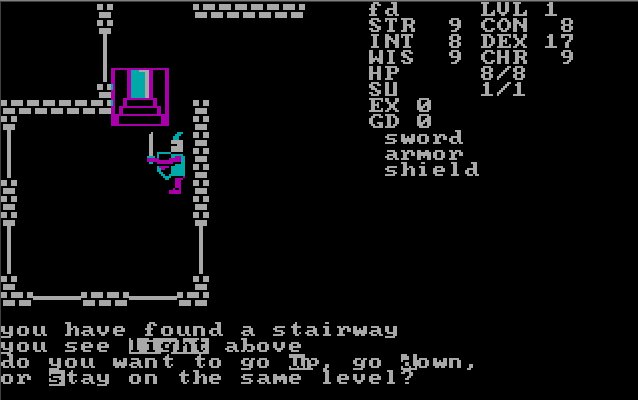 fd LVL 1
STR 9 CON 8
INT 8 DEX 17
WIS 9 CHR 9
HP 8/8
SU 1/1
EX 0
GD 0
sword
armor
shield
you have found a stairway
you see light above
do you want to go Up, go Down,
or Stay on the same level?